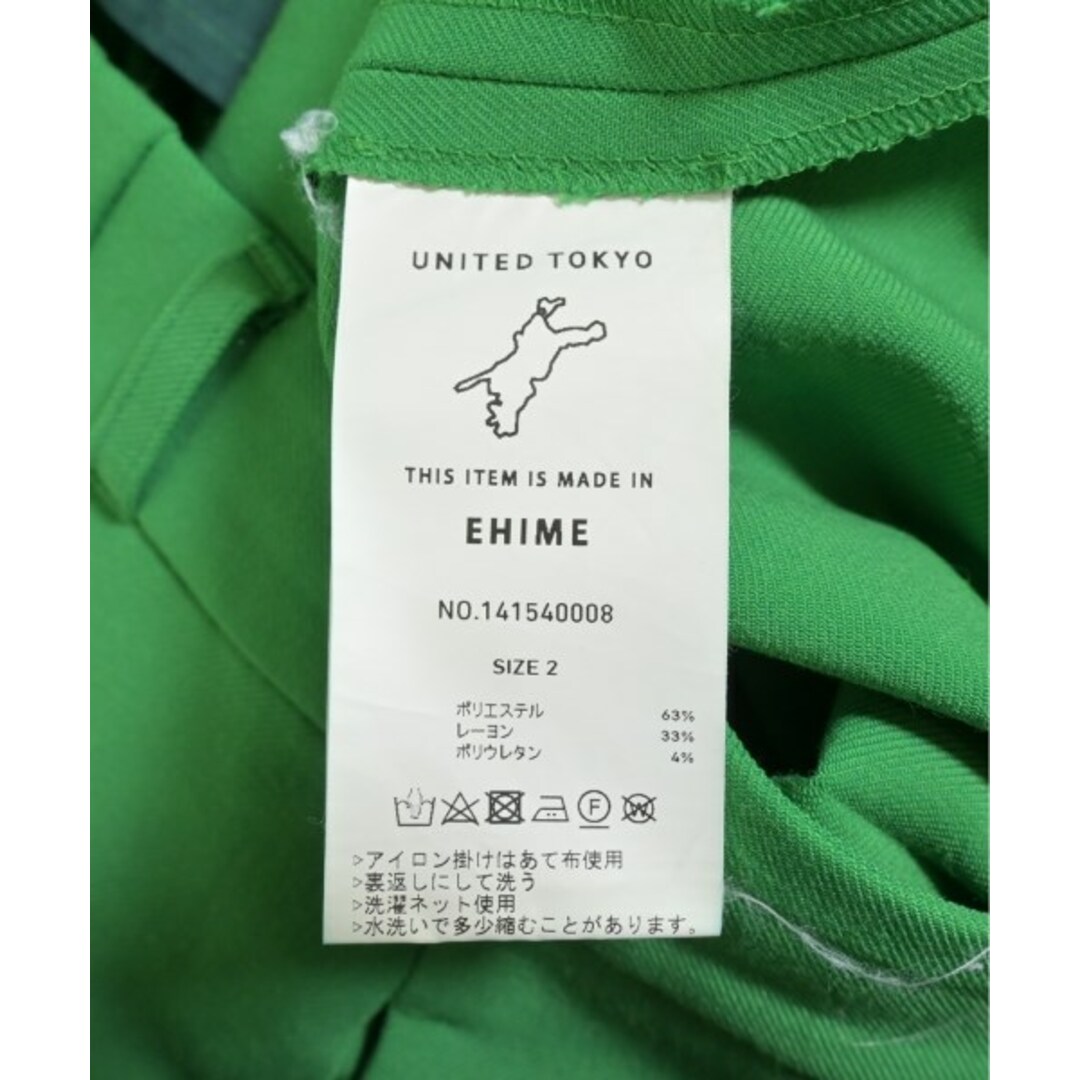 UNITED TOKYO
THIS ITEM IS MADE IN
EHIME
NO.141540008
SIZE 2
ポリエステル 63%
レーヨン 33%
ポリウレタン 4%
F W
>アイロン掛けはあて布使用
>裏返しにして洗う
>洗濯ネット使用
>水洗いで多少縮むことがあります。